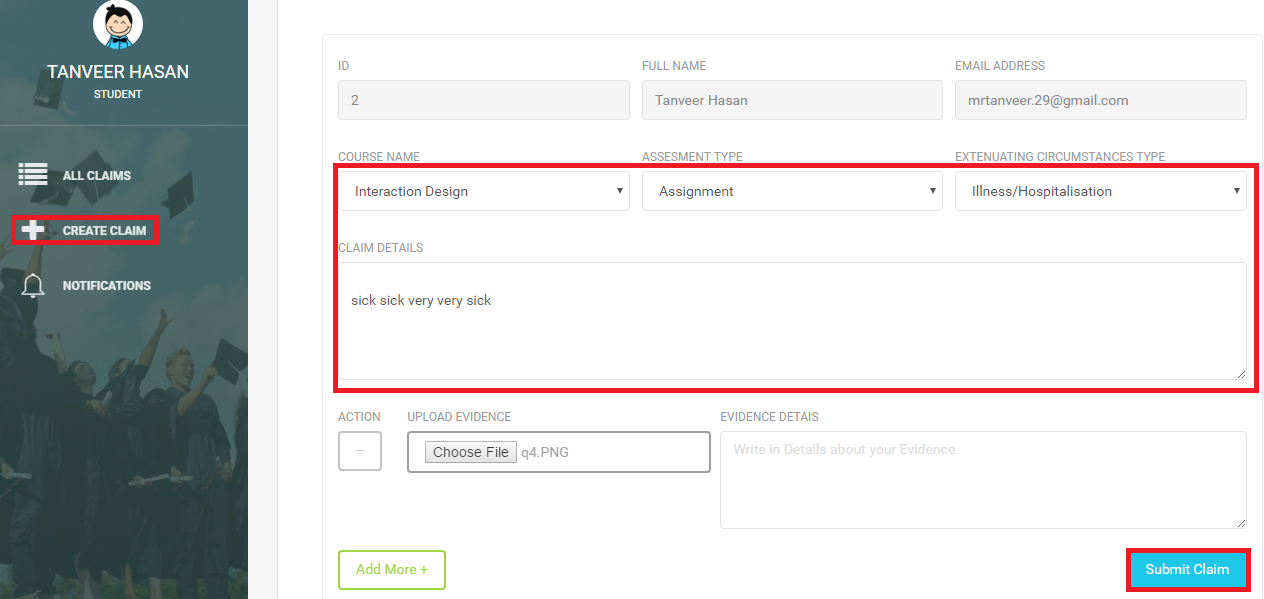 TANVEER HASAN
STUDENT
ALL CLAIMS
CREATE CLAIM
NOTIFICATIONS
ID FULL NAME EMAIL ADDRESS
2 Tanveer Hasan mrtanveer.29@gmail.com
COURSE NAME ASSESMENT TYPE EXTENUATING CIRCUMSTANCES TYPE
Interaction Design Assignment Illness/Hospitalisation
CLAIM DETAILS
sick sick very very sick
ACTION UPLOAD EVIDENCE EVIDENCE DETAIS
− Choose File q4.PNG Write in Details about your Evidence
Add More + Submit Claim